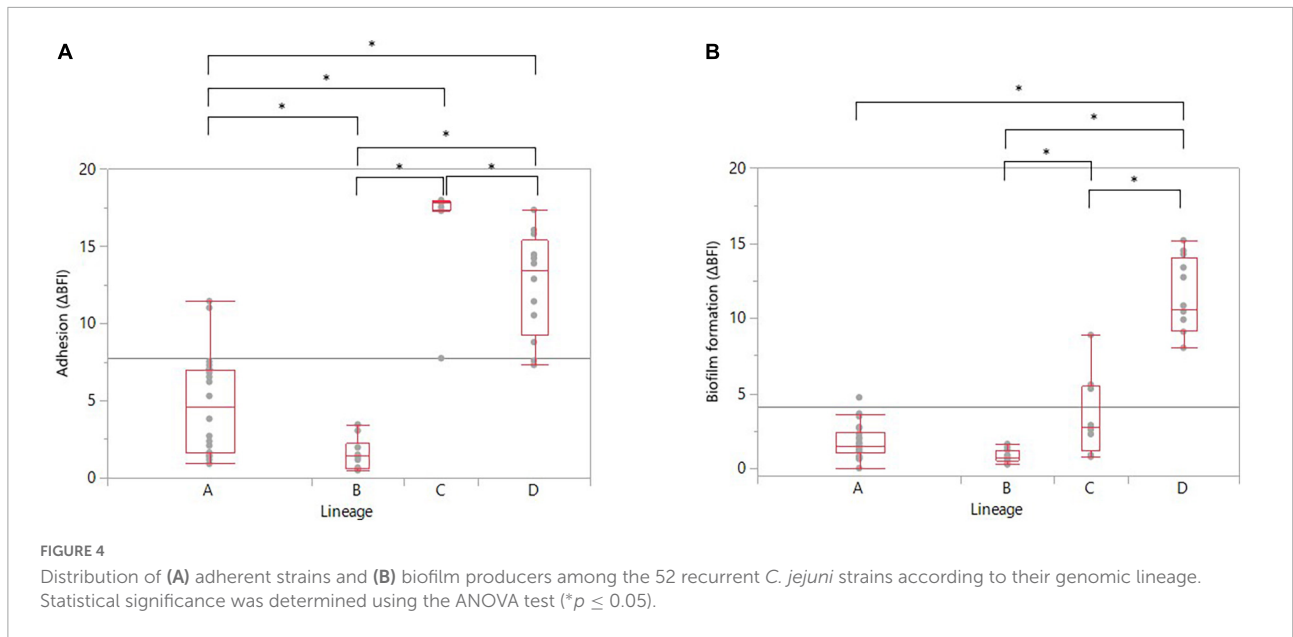 A
*
*
*
*
*
*
20
15
10
5
0
Adhesion (ΔBFI)
A B C D
Lineage
B
*
*
*
*
20
15
10
5
0
Biofilm formation (ΔBFI)
A B C D
Lineage
FIGURE 4
Distribution of (A) adherent strains and (B) biofilm producers among the 52 recurrent C. jejuni strains according to their genomic lineage.
Statistical significance was determined using the ANOVA test (*p ≤ 0.05).